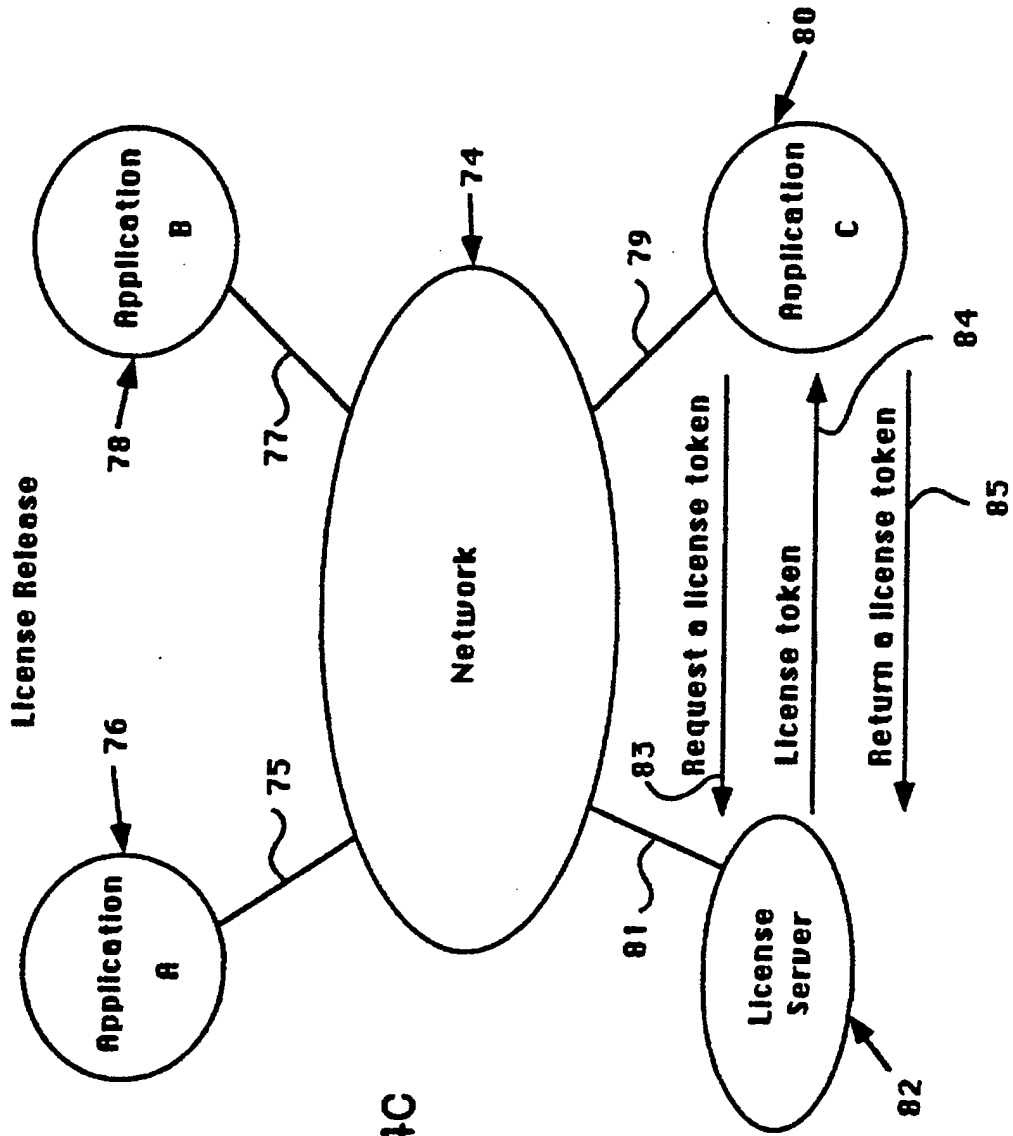 License Release
Application
A
76
75
78
Application
B
77
Network
74
79
Application
C
80
81
83
Request a license token
License token
84
Return a license token
85
License
Server
82
4C